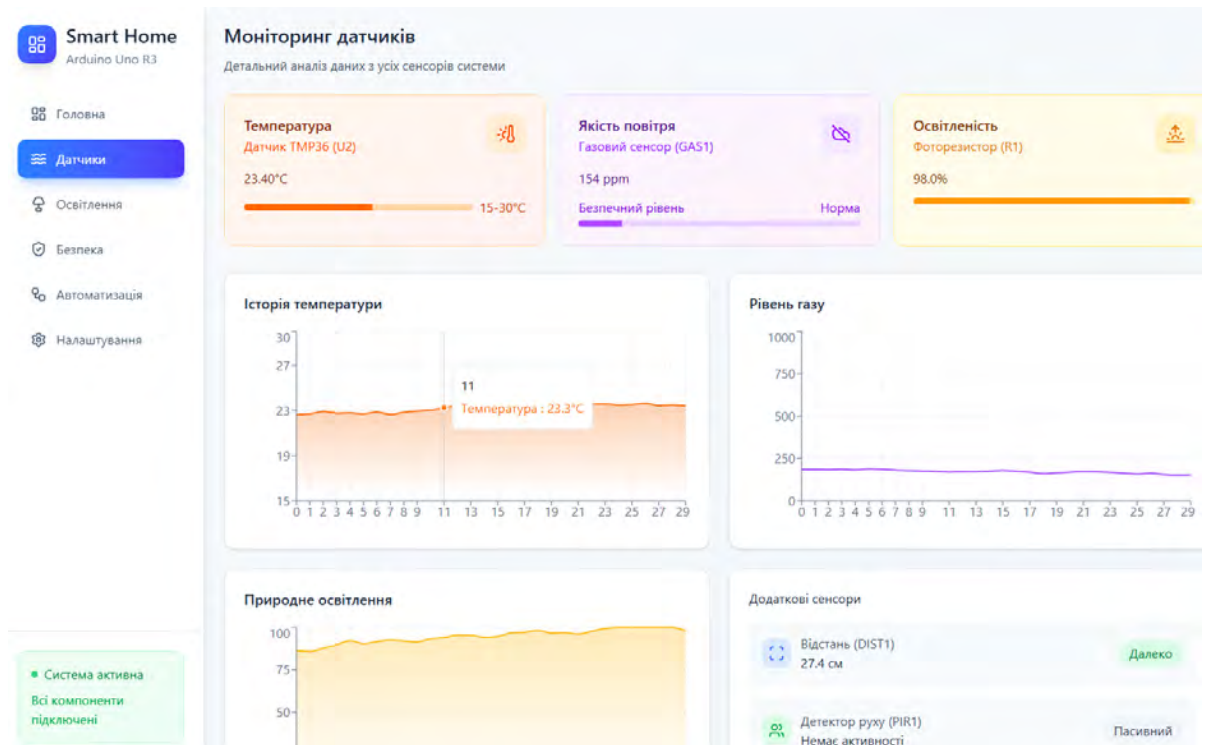 Smart Home
Arduino Uno R3
Головна
Датчики
Освітлення
Безпека
Автоматизація
Налаштування
Система активна
Всі компоненти
підключені
Моніторинг датчиків
Детальний аналіз даних з усіх сенсорів системи
Температура
Датчик TMP36 (U2)
23.40°C
15-30°C
Якість повітря
Газовий сенсор (GAS1)
154 ppm
Безпечний рівень Норма
Освітленість
Фоторезистор (R1)
98.0%
Історія температури
30
27
23
19
15
0 1 2 3 4 5 6 7 8 9 11 13 15 17 19 21 23 25 27 29
11
Температура : 23.3°C
Рівень газу
1000
750
500
250
0
0 1 2 3 4 5 6 7 8 9 11 13 15 17 19 21 23 25 27 29
Природне освітлення
100
75
50
Додаткові сенсори
Відстань (DIST1)
27.4 см
Далеко
Детектор руху (PIR1)
Немає активності
Пасивний